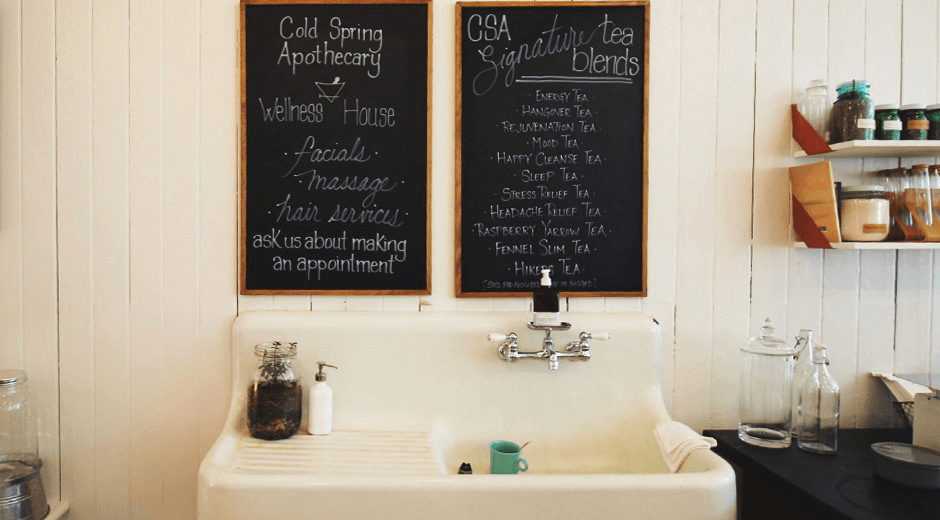 Cold Spring
Apothecary
Wellness House
· facials ·
· massage ·
· hair services ·
ask us about making
an appointment
CSA
Signature tea
blends
· Energy Tea ·
· Hangover Tea ·
· Rejuvenation Tea ·
· Mood Tea ·
· Happy Cleanse Tea ·
· Sleep Tea ·
· Stress Relief Tea ·
· Headache Relief Tea ·
· Raspberry Yarrow Tea ·
· Fennel Slim Tea ·
· Hikers Tea ·